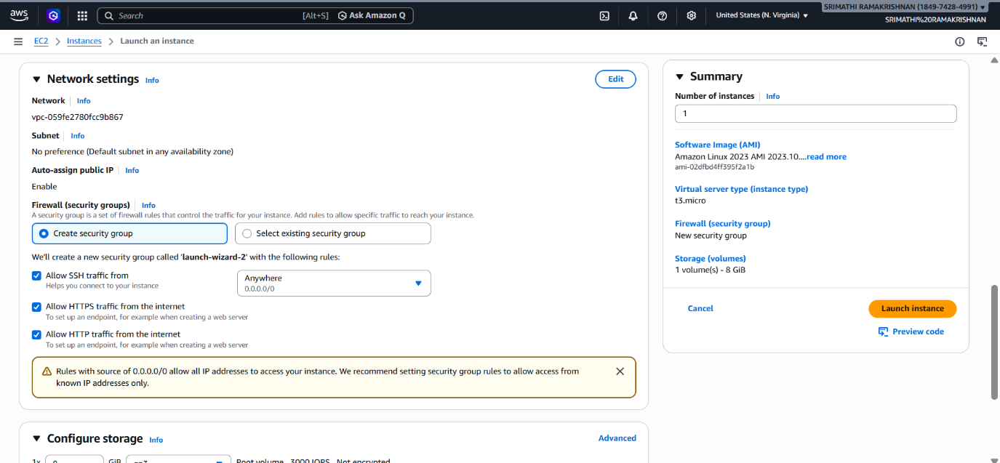 aws
Search [Alt+S] Ask Amazon Q
United States (N. Virginia)
SRIMATHI RAMAKRISHNAN (1849-7428-4991)
SRIMATHI%20RAMAKRISHNAN
EC2 Instances Launch an instance
Network settings Info
Edit
Network Info
vpc-059fe2780fcc9b867
Subnet Info
No preference (Default subnet in any availability zone)
Auto-assign public IP Info
Enable
Firewall (security groups) Info
A security group is a set of firewall rules that control the traffic for your instance. Add rules to allow specific traffic to reach your instance.
Create security group
Select existing security group
We'll create a new security group called 'launch-wizard-2' with the following rules:
Allow SSH traffic from
Helps you connect to your instance
Anywhere
0.0.0.0/0
Allow HTTPS traffic from the internet
To set up an endpoint, for example when creating a web server
Allow HTTP traffic from the internet
To set up an endpoint, for example when creating a web server
Rules with source of 0.0.0.0/0 allow all IP addresses to access your instance. We recommend setting security group rules to allow access from
known IP addresses only.
Configure storage Info
Advanced
1x 8 GiB gp3 Root volume, 3000 IOPS, Not encrypted
Summary
Number of instances Info
1
Software Image (AMI)
Amazon Linux 2023 AMI 2023.10....read more
ami-02dfbd4ff395f2a1b
Virtual server type (instance type)
t3.micro
Firewall (security group)
New security group
Storage (volumes)
1 volume(s) - 8 GiB
Cancel
Launch instance
Preview code